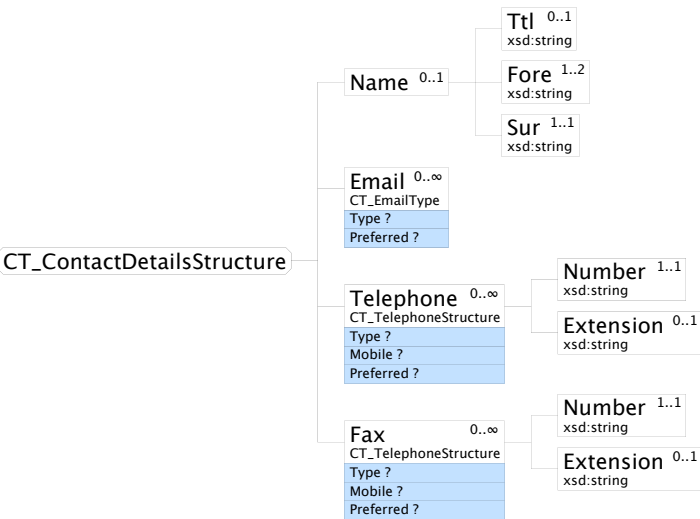 CT_ContactDetailsStructure
Name 0..1
Ttl 0..1
xsd:string
Fore 1..2
xsd:string
Sur 1..1
xsd:string
Email 0..∞
CT_EmailType
Type ?
Preferred ?
Telephone 0..∞
CT_TelephoneStructure
Type ?
Mobile ?
Preferred ?
Number 1..1
xsd:string
Extension 0..1
xsd:string
Fax 0..∞
CT_TelephoneStructure
Type ?
Mobile ?
Preferred ?
Number 1..1
xsd:string
Extension 0..1
xsd:string